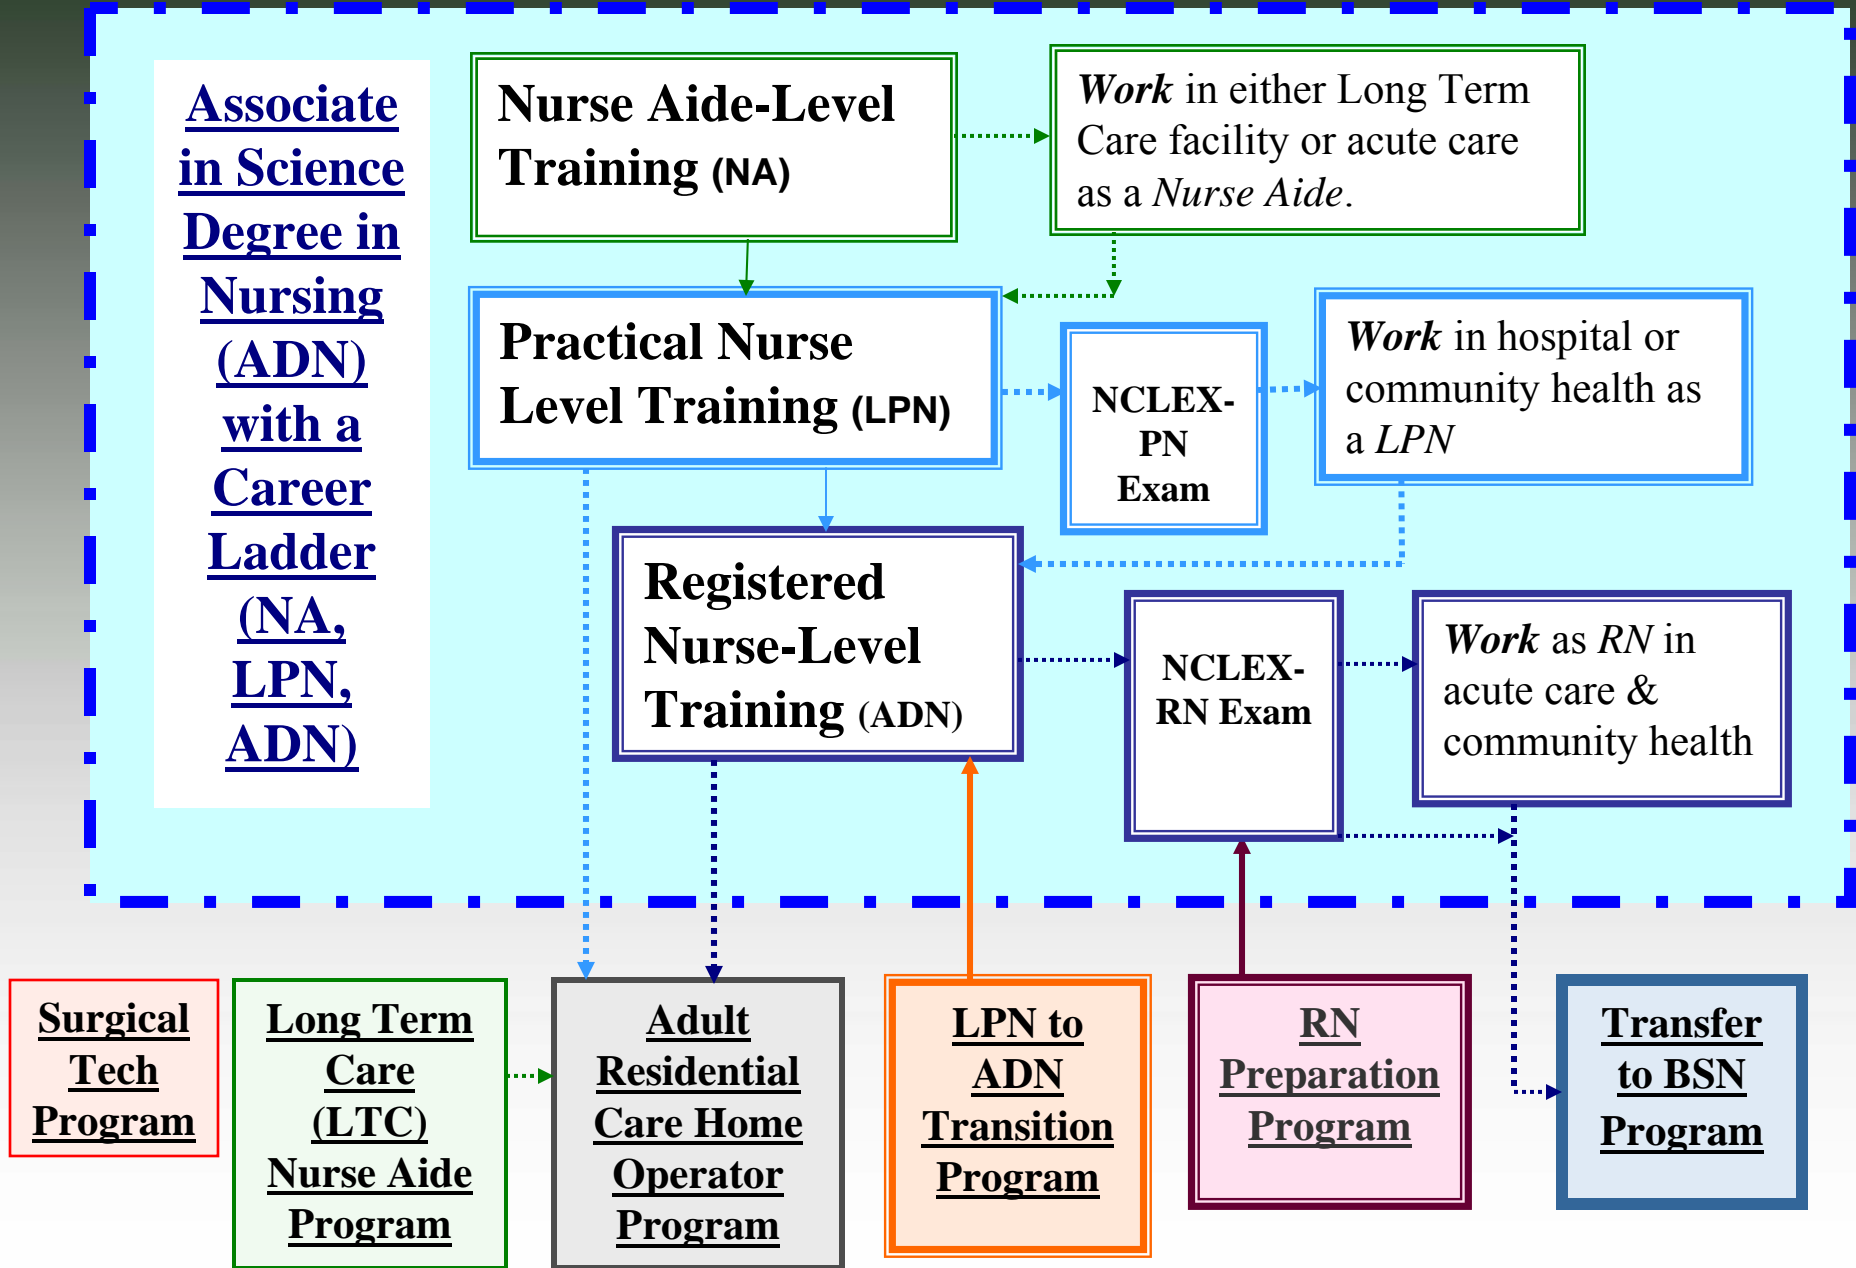 Associate
in Science
Degree in
Nursing
(ADN)
with a
Career
Ladder
(NA,
LPN,
ADN)
Nurse Aide-Level
Training (NA)
Work in either Long Term
Care facility or acute care
as a Nurse Aide.
Practical Nurse
Level Training (LPN)
NCLEX-
PN
Exam
Work in hospital or
community health as
a LPN
Registered
Nurse-Level
Training (ADN)
NCLEX-
RN Exam
Work as RN in
acute care &
community health
Surgical
Tech
Program
Long Term
Care
(LTC)
Nurse Aide
Program
Adult
Residential
Care Home
Operator
Program
LPN to
ADN
Transition
Program
RN
Preparation
Program
Transfer
to BSN
Program